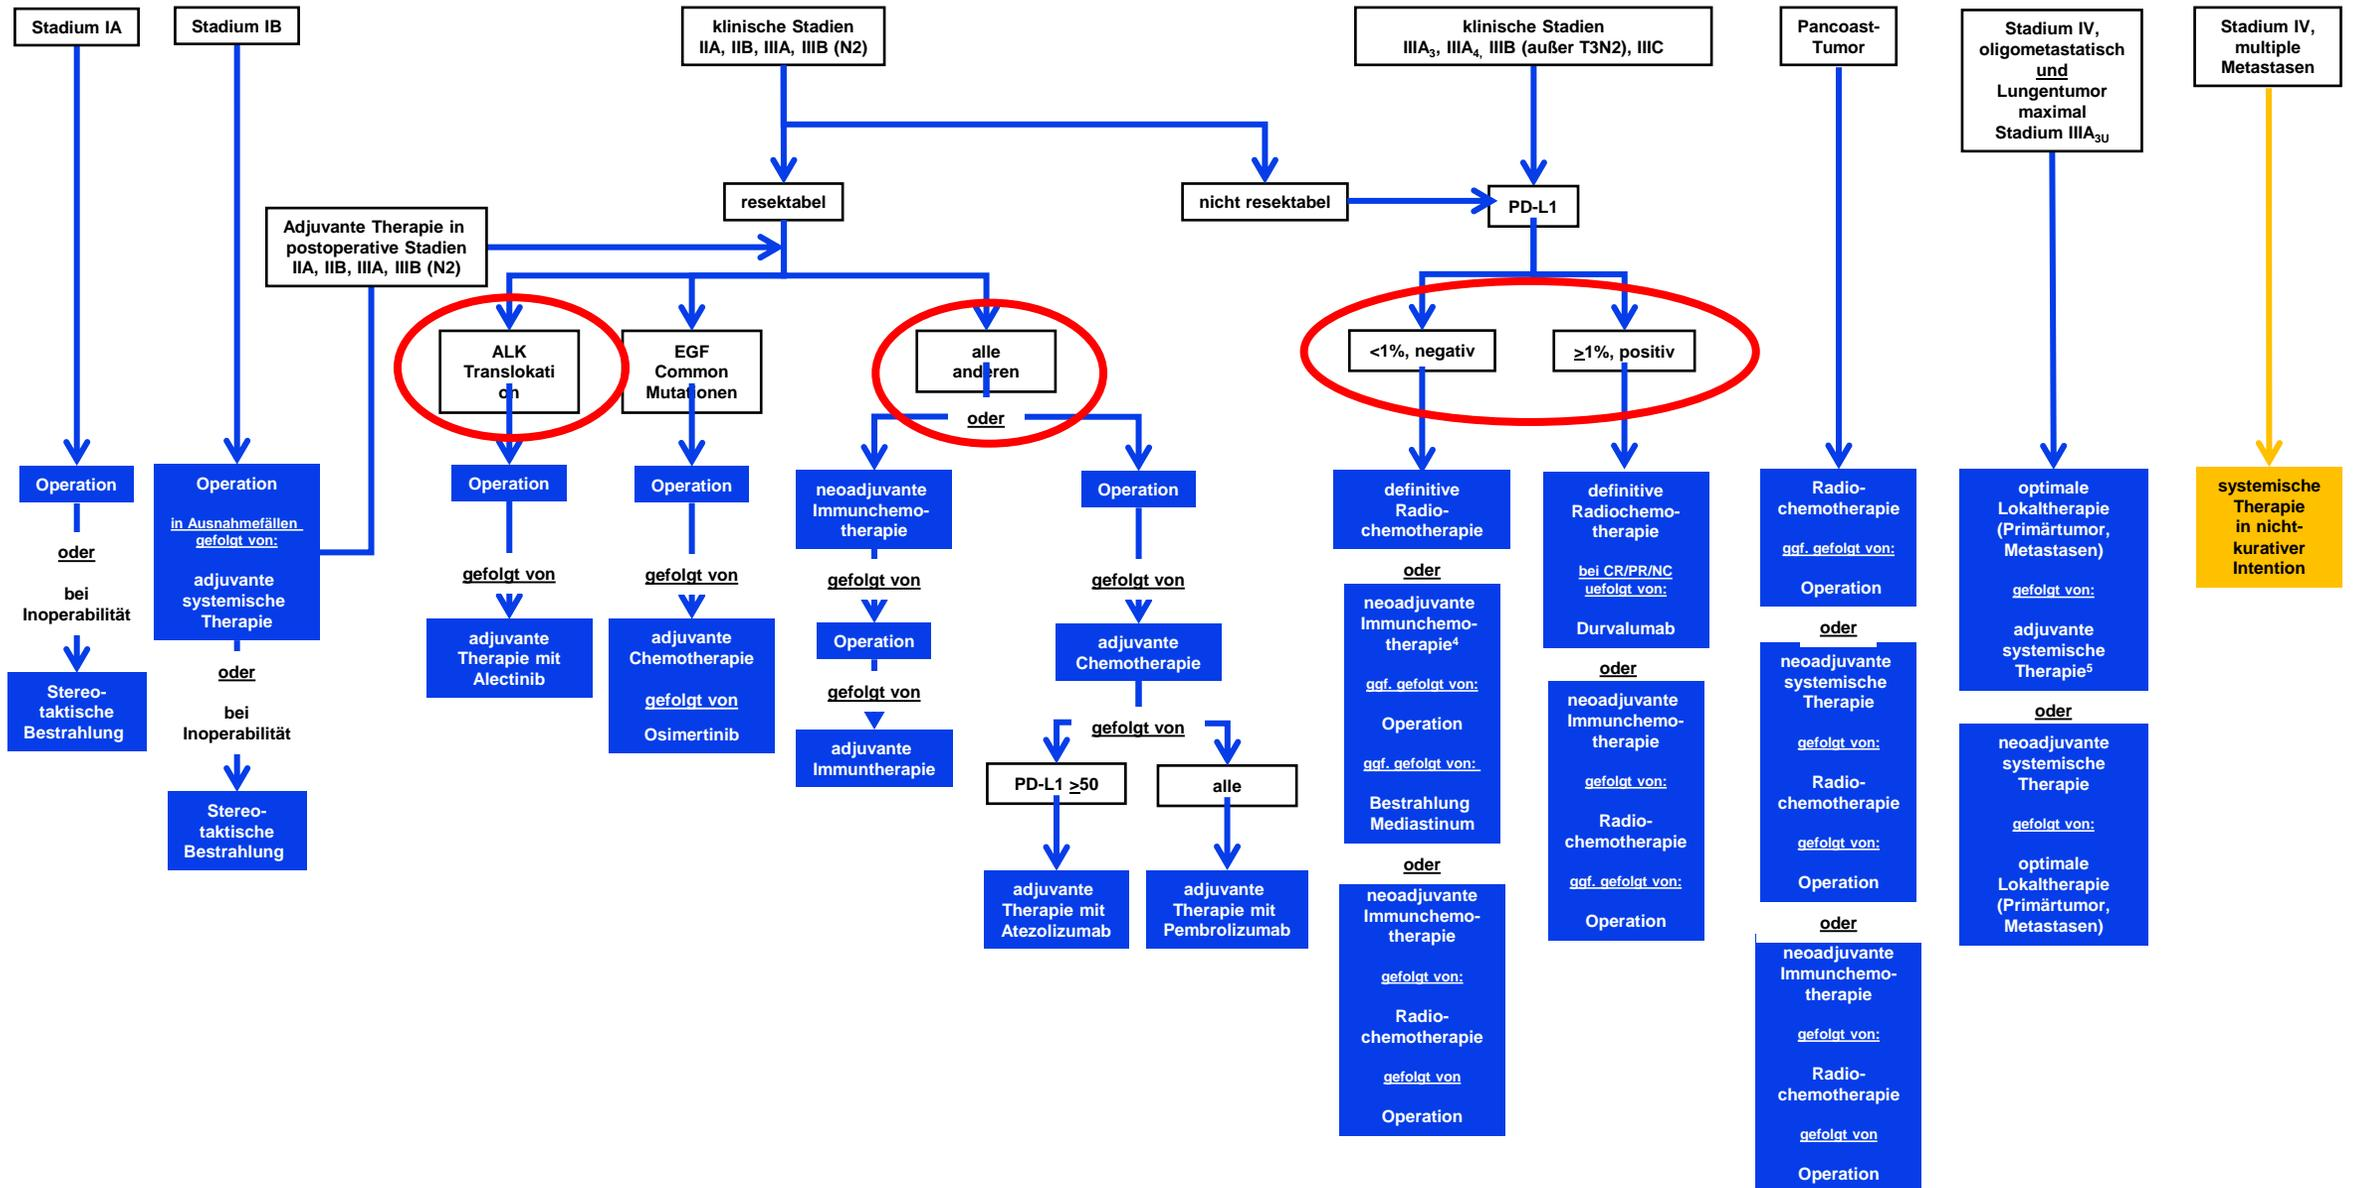 Stadium IA
Stadium IB
klinische Stadien
IIA, IIB, IIIA, IIIB (N2)
klinische Stadien
IIIA3, IIIA4, IIIB (außer T3N2), IIIC
Pancoast-
Tumor
Stadium IV,
oligometastatisch
und
Lungentumor
maximal
Stadium IIIA3U
Stadium IV,
multiple
Metastasen
resektabel
nicht resektabel
PD-L1
Adjuvante Therapie in
postoperative Stadien
IIA, IIB, IIIA, IIIB (N2)
ALK
Translokati
on
EGF
Common
Mutationen
alle
anderen
oder
<1%, negativ
≥1%, positiv
Operation
oder
bei
Inoperabilität
Stereo-
taktische
Bestrahlung
Operation
in Ausnahmefällen
gefolgt von:
adjuvante
systemische
Therapie
oder
bei
Inoperabilität
Stereo-
taktische
Bestrahlung
Operation
gefolgt von
adjuvante
Therapie mit
Alectinib
Operation
gefolgt von
adjuvante
Chemotherapie
gefolgt von
Osimertinib
neoadjuvante
Immunchemo-
therapie
gefolgt von
Operation
gefolgt von
adjuvante
Immuntherapie
Operation
gefolgt von
adjuvante
Chemotherapie
gefolgt von
PD-L1 ≥50
alle
adjuvante
Therapie mit
Atezolizumab
adjuvante
Therapie mit
Pembrolizumab
definitive
Radio-
chemotherapie
oder
neoadjuvante
Immunchemo-
therapie⁴
ggf. gefolgt von:
Operation
ggf. gefolgt von:
Bestrahlung
Mediastinum
oder
neoadjuvante
Immunchemo-
therapie
gefolgt von:
Radio-
chemotherapie
gefolgt von
Operation
definitive
Radiochemo-
therapie
bei CR/PR/NC
uefolgt von:
Durvalumab
oder
neoadjuvante
Immunchemo-
therapie
gefolgt von:
Radio-
chemotherapie
ggf. gefolgt von:
Operation
Radio-
chemotherapie
ggf. gefolgt von:
Operation
oder
neoadjuvante
systemische
Therapie
gefolgt von:
Radio-
chemotherapie
gefolgt von:
Operation
oder
neoadjuvante
Immunchemo-
therapie
gefolgt von:
Radio-
chemotherapie
gefolgt von
Operation
optimale
Lokaltherapie
(Primärtumor,
Metastasen)
gefolgt von:
adjuvante
systemische
Therapie⁵
oder
neoadjuvante
systemische
Therapie
gefolgt von:
optimale
Lokaltherapie
(Primärtumor,
Metastasen)
systemische
Therapie
in nicht-
kurativer
Intention